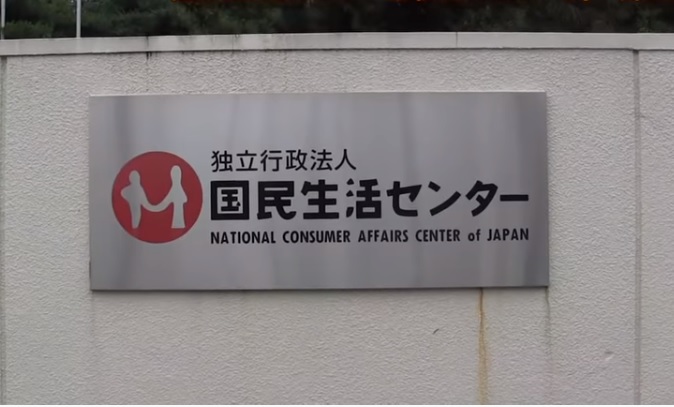 独立行政法人
国民生活センター
NATIONAL CONSUMER AFFAIRS CENTER of JAPAN